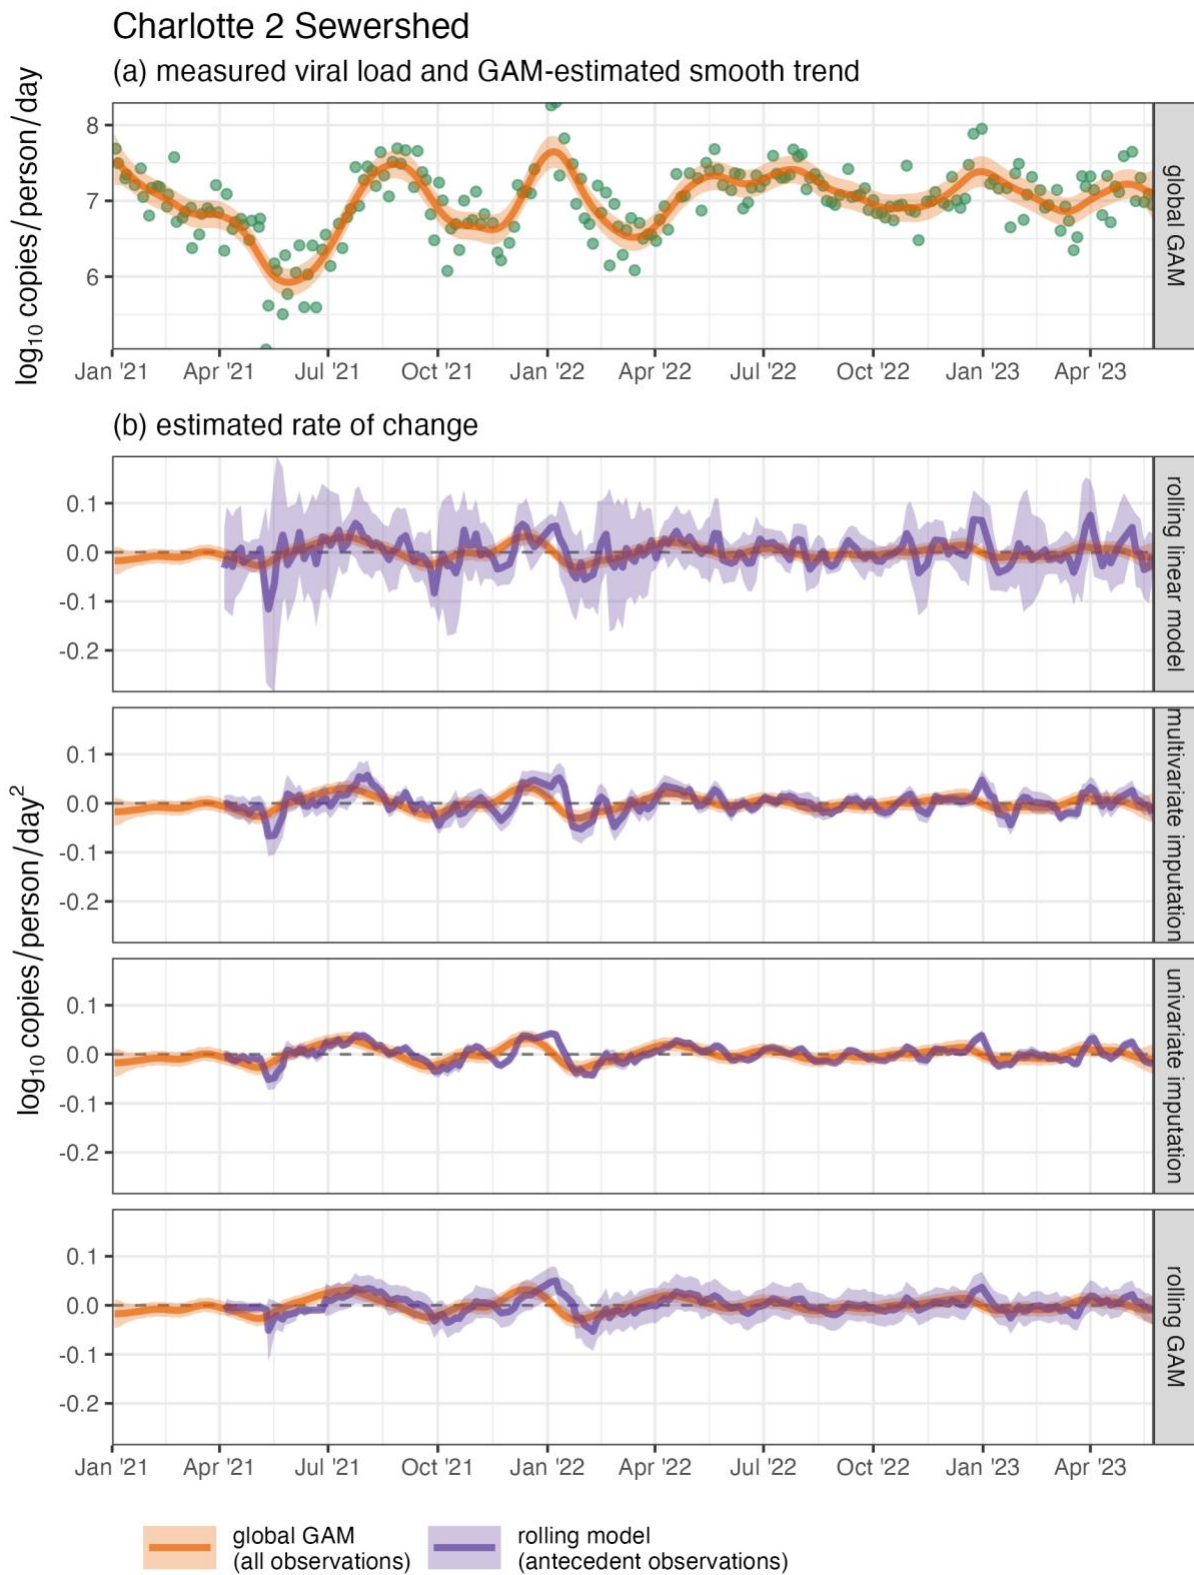 Charlotte 2 Sewershed
(a) measured viral load and GAM-estimated smooth trend
log₁₀ copies/person/day
8
7
6
global GAM
Jan '21 Apr '21 Jul '21 Oct '21 Jan '22 Apr '22 Jul '22 Oct '22 Jan '23 Apr '23
(b) estimated rate of change
log₁₀ copies/person/day²
0.1
0.0
-0.1
-0.2
rolling linear model
0.1
0.0
-0.1
-0.2
multivariate imputation
0.1
0.0
-0.1
-0.2
univariate imputation
0.1
0.0
-0.1
-0.2
rolling GAM
Jan '21 Apr '21 Jul '21 Oct '21 Jan '22 Apr '22 Jul '22 Oct '22 Jan '23 Apr '23
global GAM
(all observations)
rolling model
(antecedent observations)